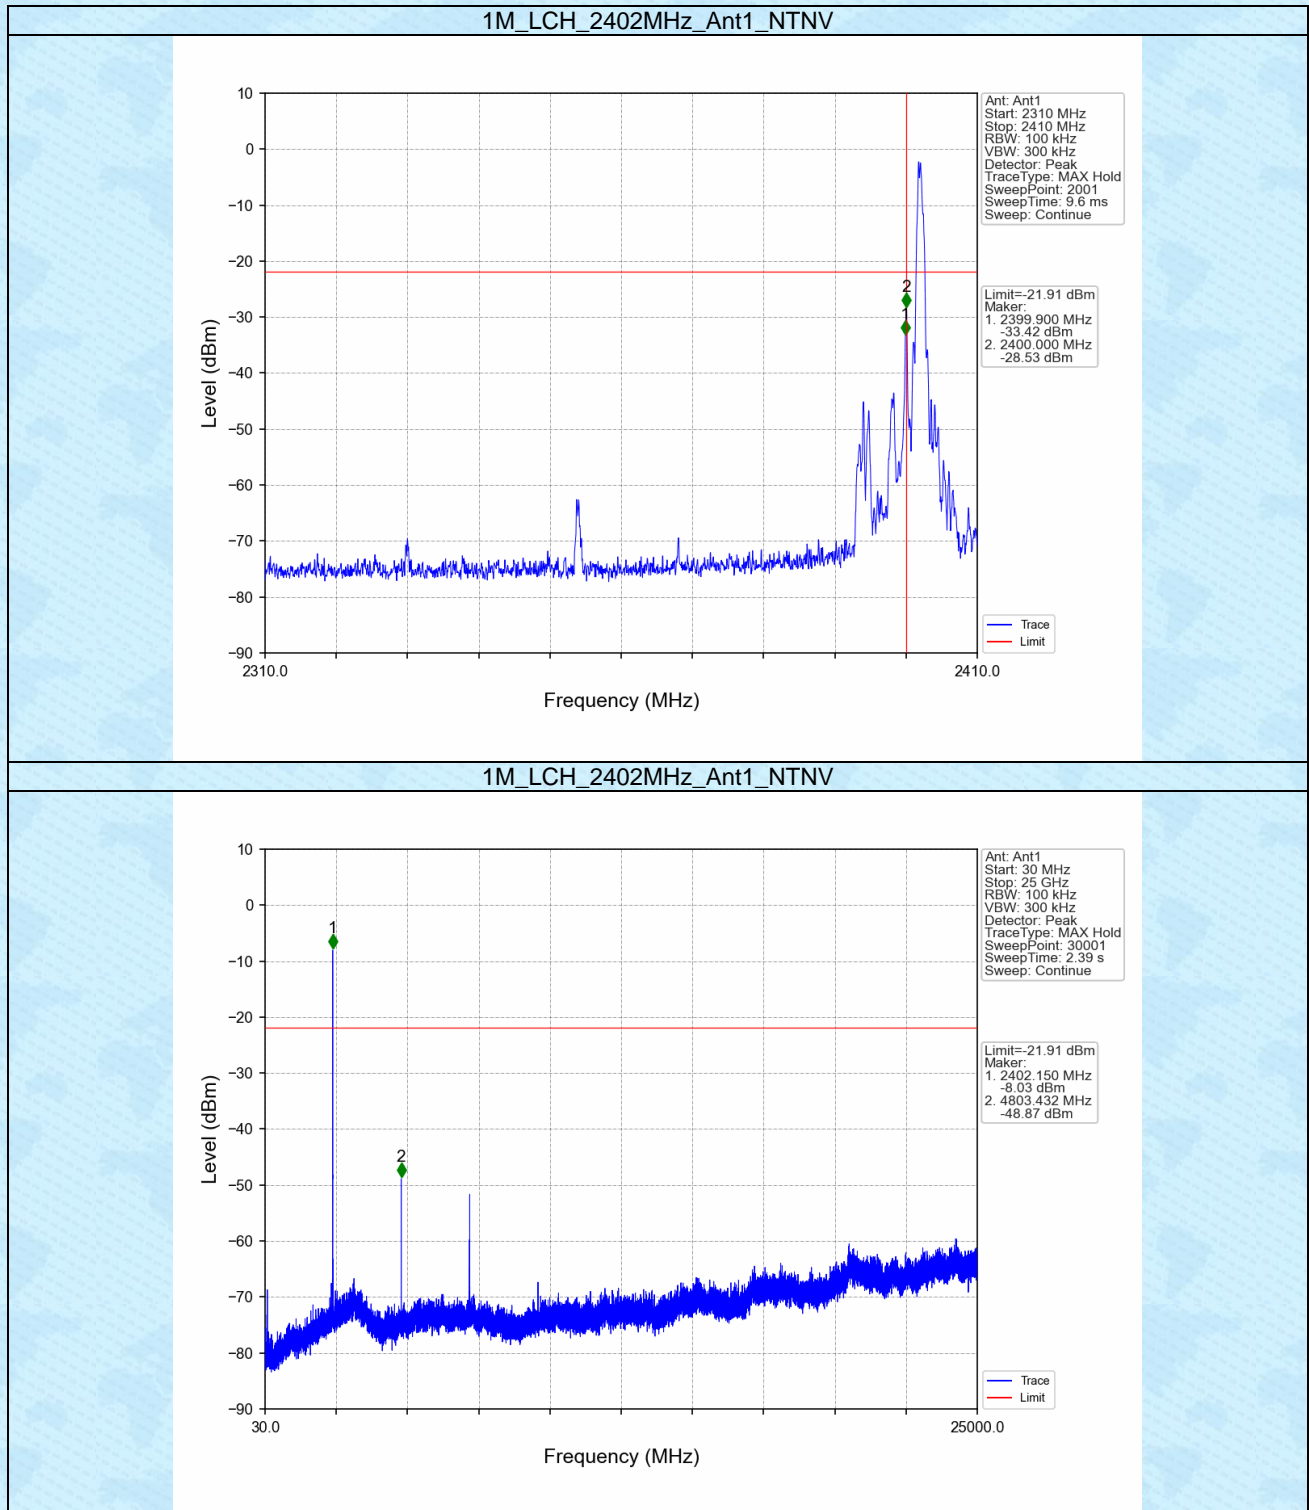 1M_LCH_2402MHz_Ant1_NTNV
10
0
−10
−20
−30
−40
−50
−60
−70
−80
−90
Level (dBm)
2310.0
2410.0
Frequency (MHz)
2
1
Ant: Ant1
Start: 2310 MHz
Stop: 2410 MHz
RBW: 100 kHz
VBW: 300 kHz
Detector: Peak
TraceType: MAX Hold
SweepPoint: 2001
SweepTime: 9.6 ms
Sweep: Continue
Limit=-21.91 dBm
Maker:
1. 2399.900 MHz
-33.42 dBm
2. 2400.000 MHz
-28.53 dBm
Trace
Limit
1M_LCH_2402MHz_Ant1_NTNV
10
0
−10
−20
−30
−40
−50
−60
−70
−80
−90
Level (dBm)
30.0
25000.0
Frequency (MHz)
1
2
Ant: Ant1
Start: 30 MHz
Stop: 25 GHz
RBW: 100 kHz
VBW: 300 kHz
Detector: Peak
TraceType: MAX Hold
SweepPoint: 30001
SweepTime: 2.39 s
Sweep: Continue
Limit=-21.91 dBm
Maker:
1. 2402.150 MHz
-8.03 dBm
2. 4803.432 MHz
-48.87 dBm
Trace
Limit